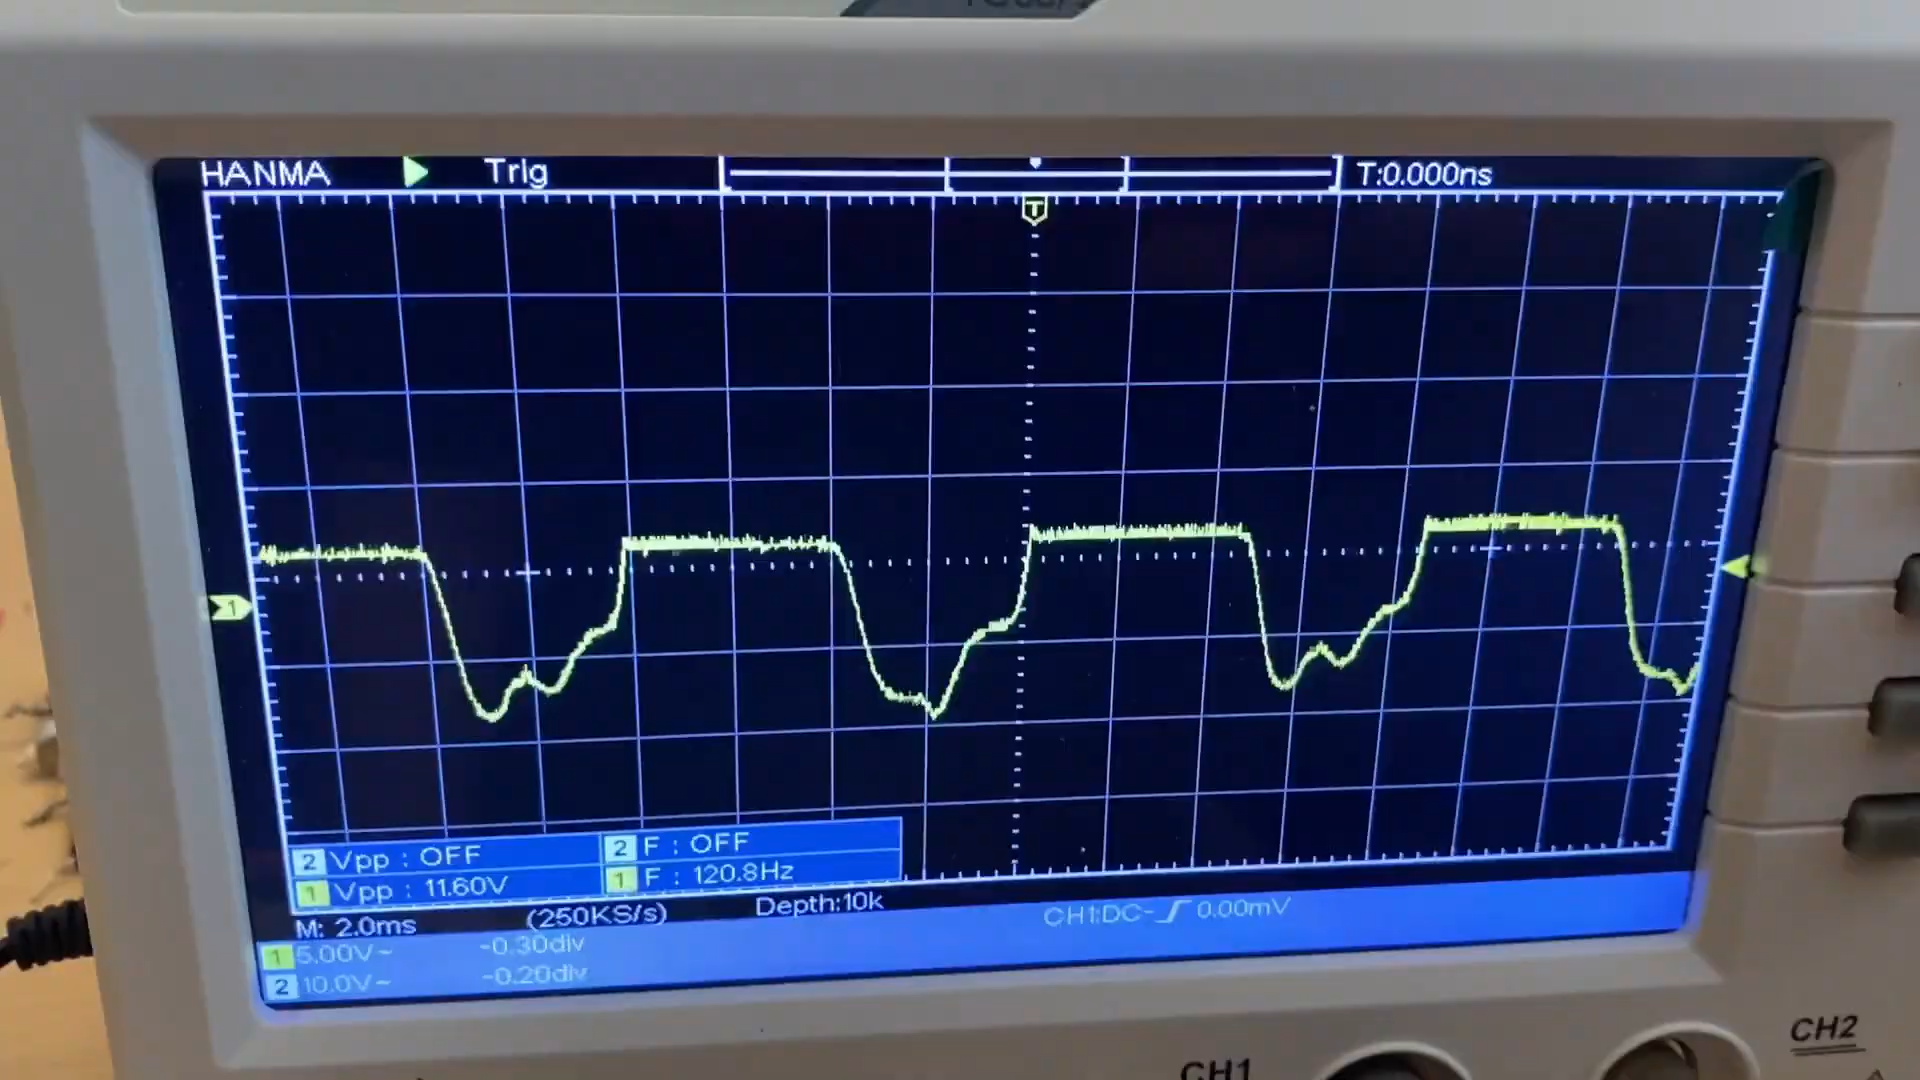 HANMA Trig T:0.000ns
T
1
2 Vpp : OFF 2 F : OFF
1 Vpp : 11.60V 1 F : 120.8Hz
M: 2.0ms (250KS/s) Depth:10k CH1:DC- 0.00mV
1 5.00V~ -0.30div
2 10.0V~ -0.20div
CH1 CH2